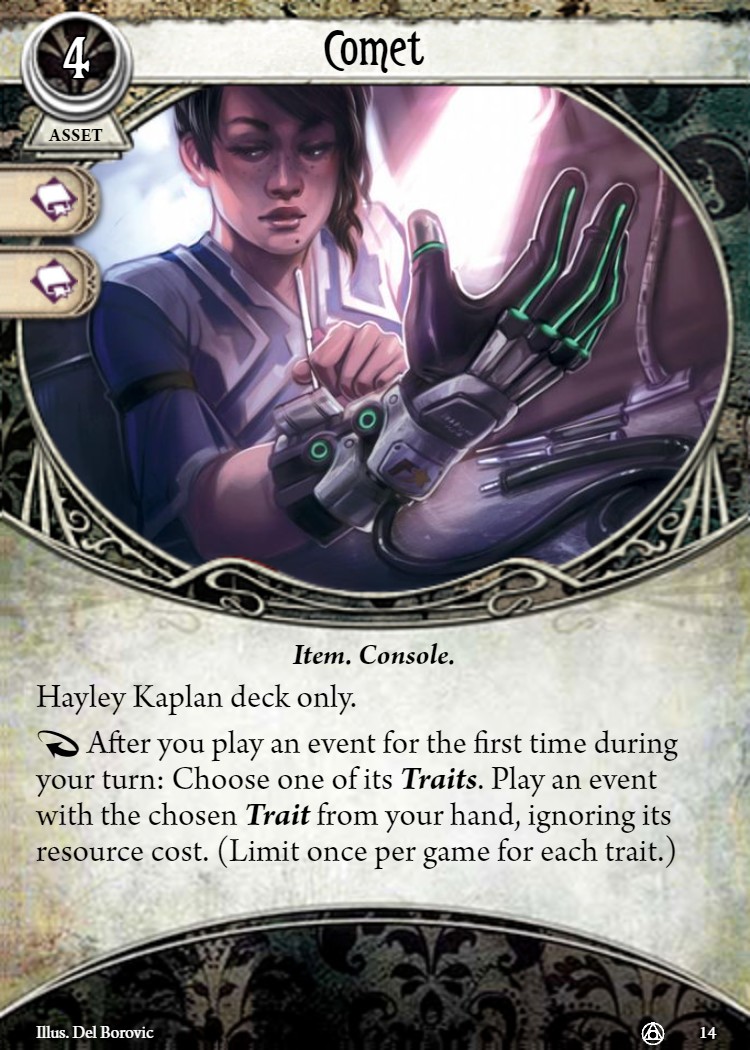 4
Comet
ASSET
Item. Console.
Hayley Kaplan deck only.
After you play an event for the first time during
your turn: Choose one of its Traits. Play an event
with the chosen Trait from your hand, ignoring its
resource cost. (Limit once per game for each trait.)
Illus. Del Borovic
14